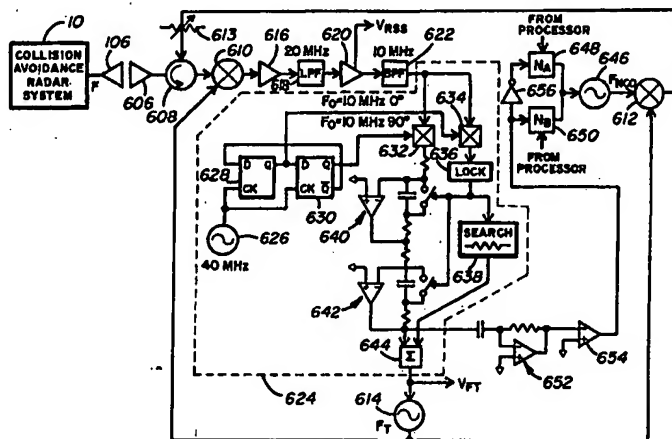 10
COLLISION
AVOIDANCE
RADAR
SYSTEM
106
F
606
613
608
610
616
618
20 MHz
LPF
620
VRSS
10 MHz
BPF
622
FROM
PROCESSOR
NA
648
646
FNCO
656
NB
650
FROM
PROCESSOR
612
F0=10 MHz 0°
F0=10 MHz 90°
634
632
636
LOCK
628
D Q
CK
D Q
Q̅
CK
630
626
40 MHz
640
SEARCH
638
642
644
Σ
624
VFT
614
FT
652
654